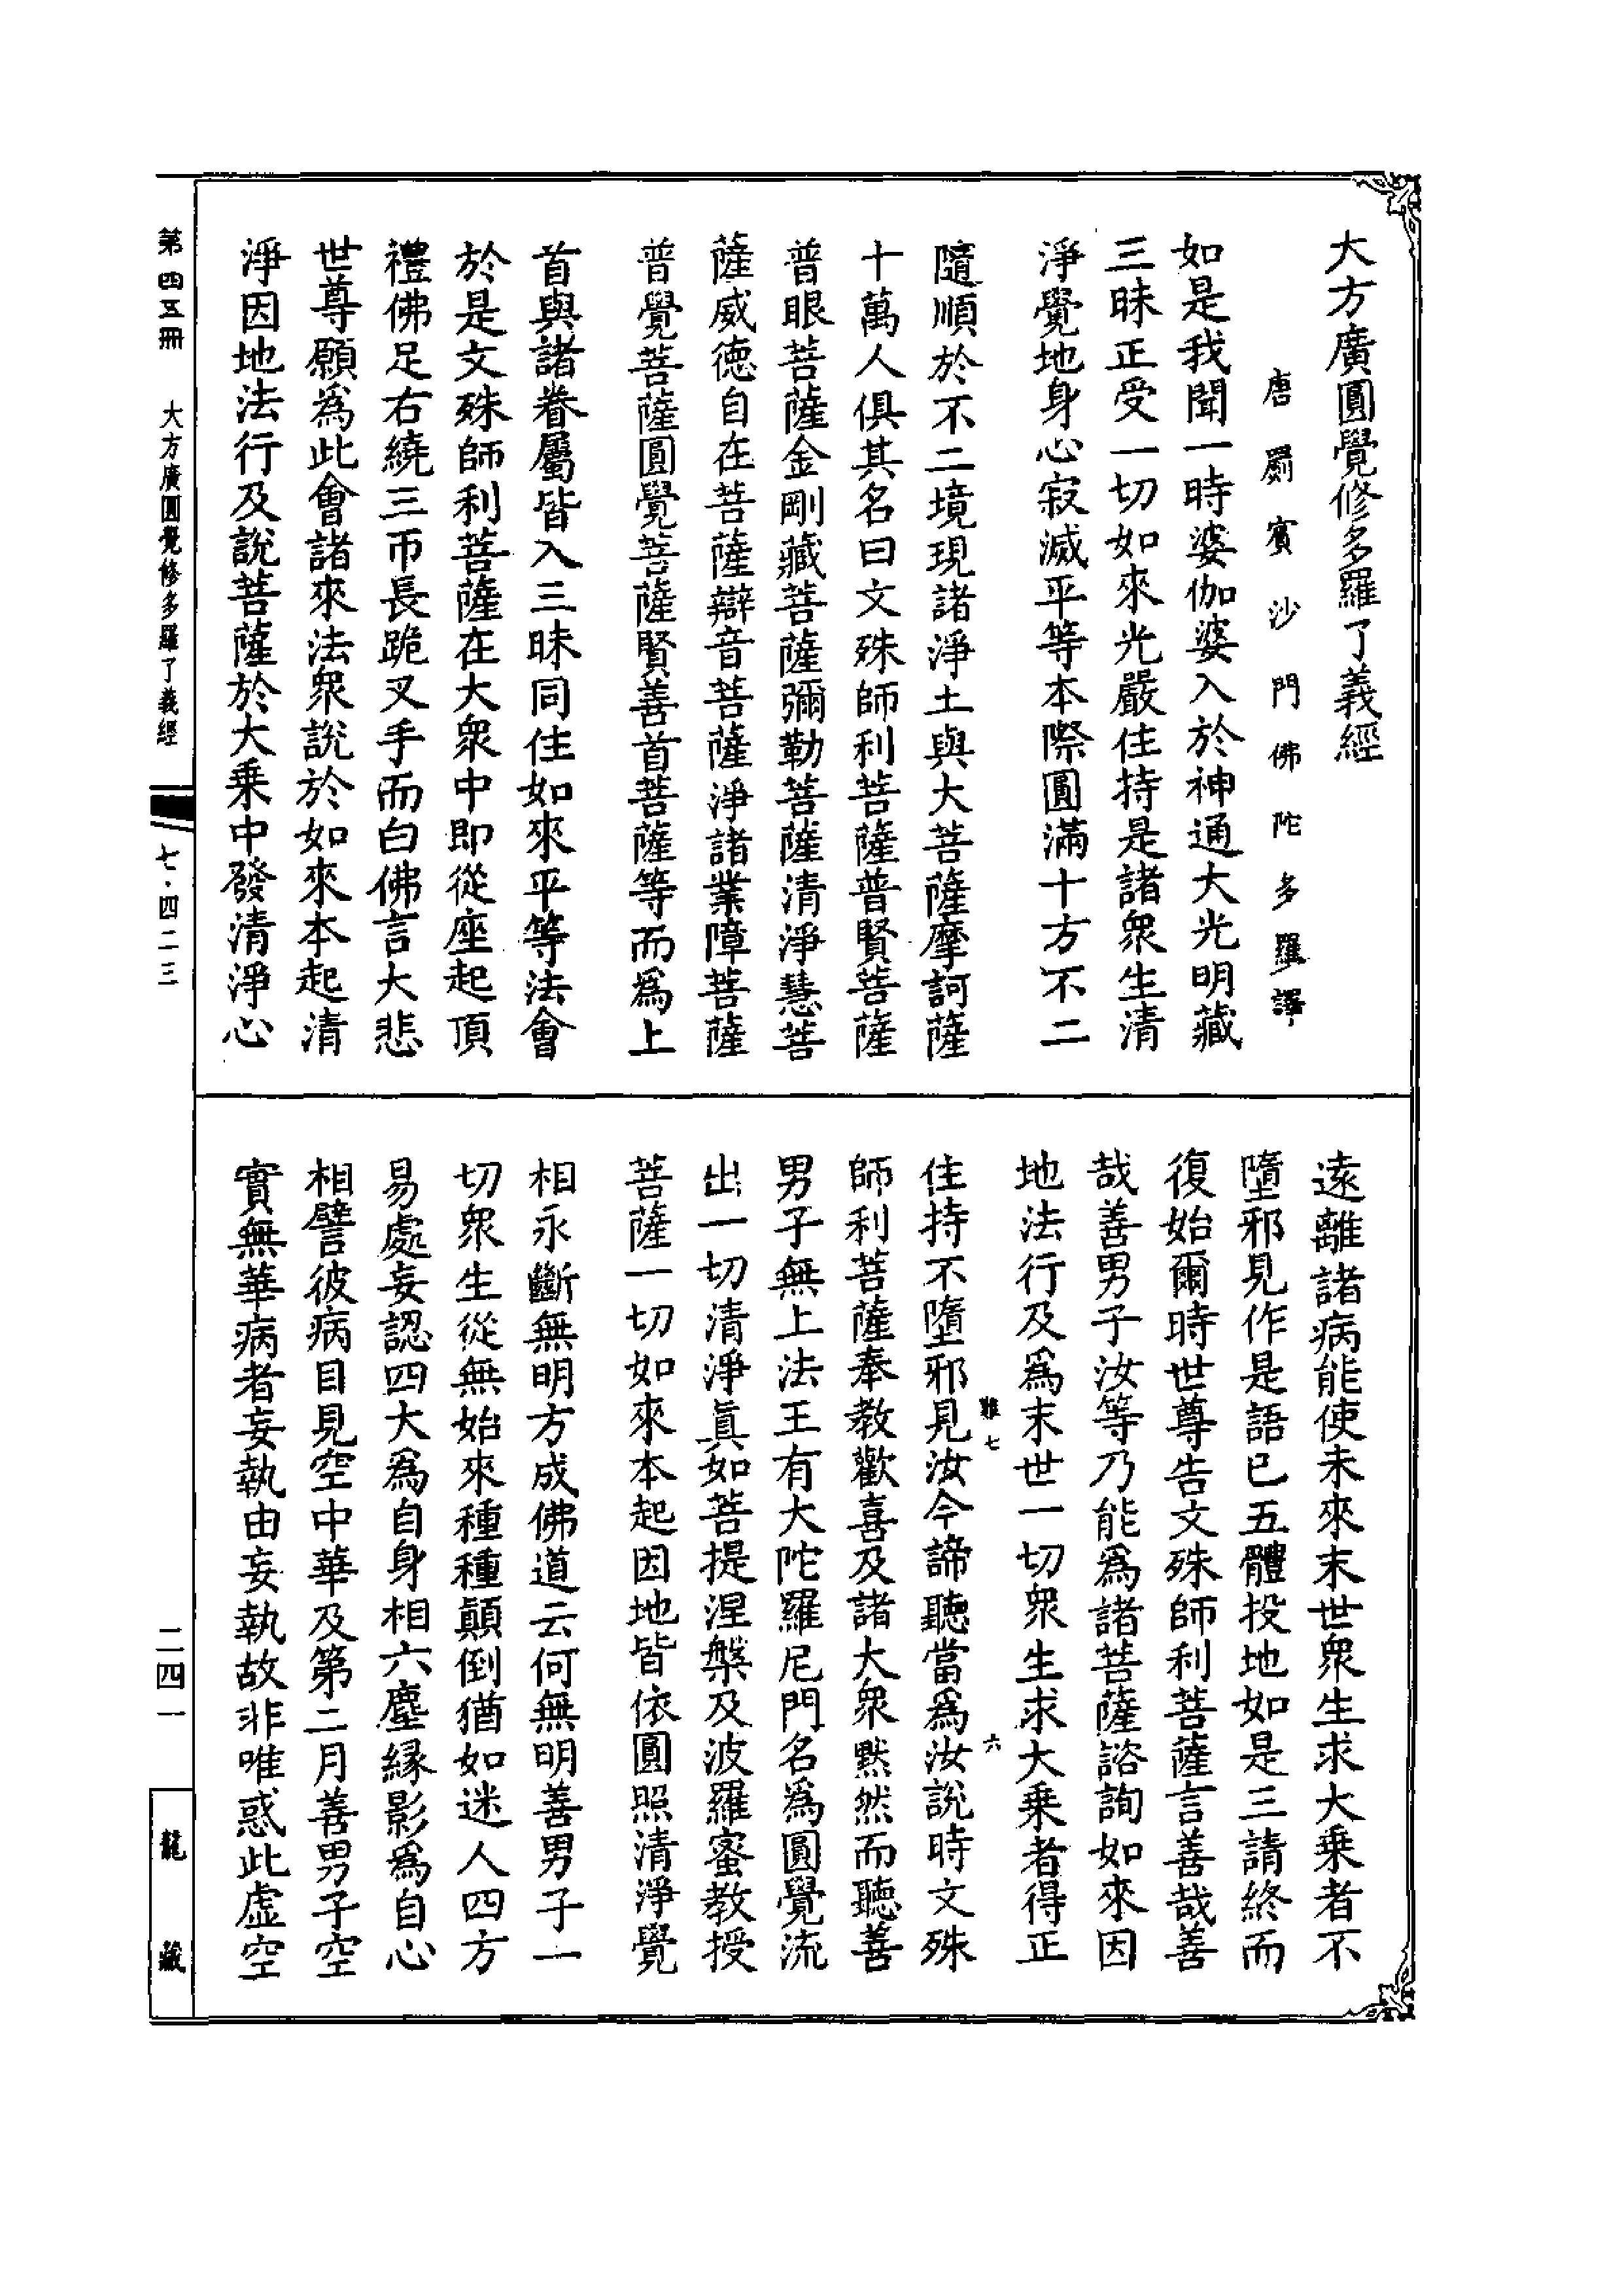 大方廣圓覺修多羅了義經
唐罽賓沙門佛陀多羅譯
如是我聞一時婆伽婆入於神通大光明藏
三昧正受一切如來光嚴住持是諸衆生清
淨覺地身心寂滅平等本際圓滿十方不二
隨順於不二境現諸淨土與大菩薩摩訶薩
十萬人俱其名曰文殊師利菩薩普賢菩薩
普眼菩薩金剛藏菩薩彌勒菩薩清淨慧菩
薩威德自在菩薩辯音菩薩淨諸業障菩薩
普覺菩薩圓覺菩薩賢善首菩薩等而爲上
首與諸眷屬皆入三昧同住如來平等法會
於是文殊師利菩薩在大衆中即從座起頂
禮佛足右繞三帀長跪叉手而白佛言大悲
世尊願爲此會諸來法衆說於如來本起清
淨因地法行及說菩薩於大乘中發清淨心
遠離諸病能使未來末世衆生求大乘者不
墮邪見作是語已五體投地如是三請終而
復始爾時世尊告文殊師利菩薩言善哉善
哉善男子汝等乃能爲諸菩薩諮詢如來因
地法行及爲末世一切衆生求大乘者得正
住持不墮邪見汝今諦聽當爲汝說時文殊
師利菩薩奉教歡喜及諸大衆默然而聽善
男子無上法王有大陀羅尼門名爲圓覺流
出一切清淨眞如菩提涅槃及波羅蜜教授
菩薩一切如來本起因地皆依圓照清淨覺
相永斷無明方成佛道云何無明善男子一
切衆生從無始來種種顚倒猶如迷人四方
易處妄認四大爲自身相六塵緣影爲自心
相譬彼病目見空中華及第二月善男子空
實無華病者妄執由妄執故非唯惑此虛空
難七
六
第四五冊
大方廣圓覺修多羅了義經
七·四二三
二四一
龍藏